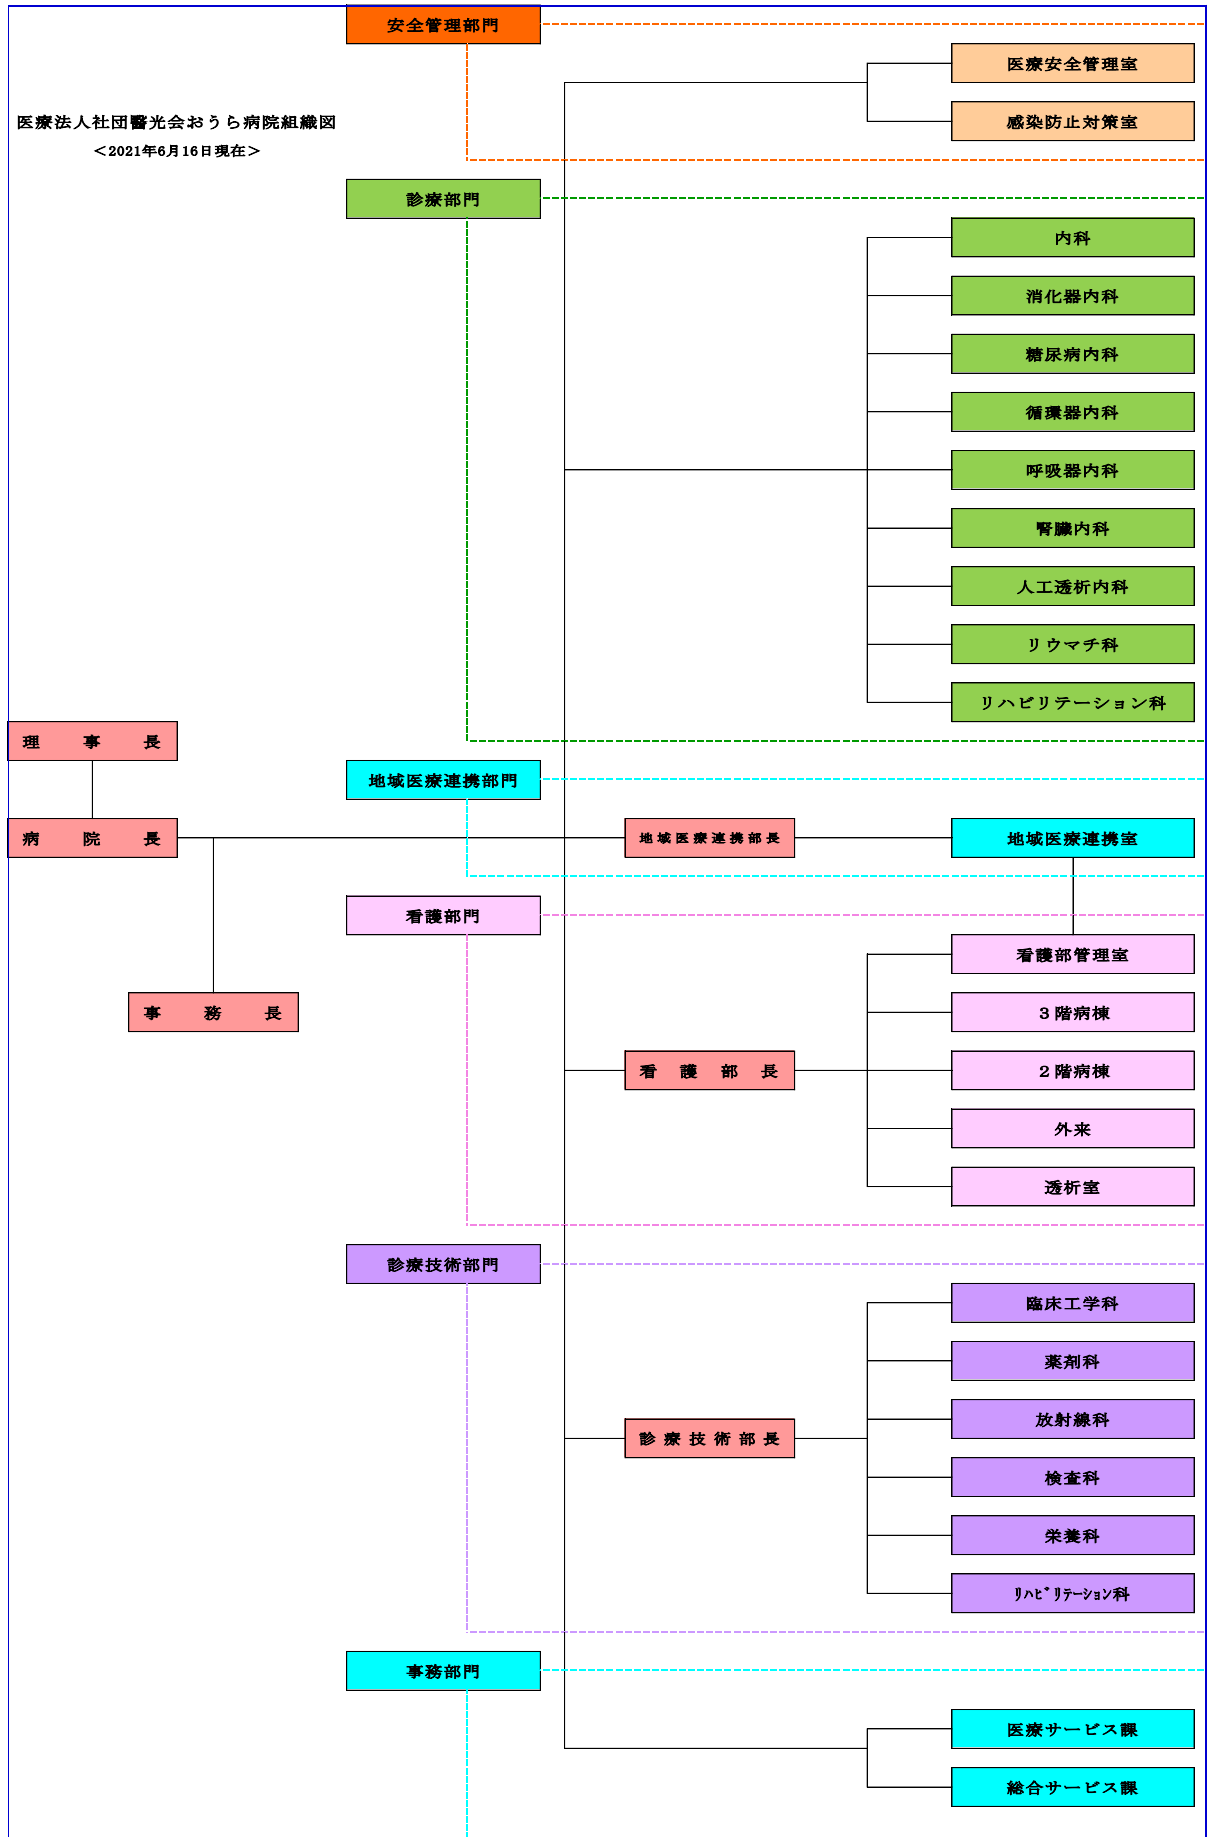 安全管理部門
医療安全管理室
医療法人社団醫光会おうら病院組織図
感染防止対策室
＜2021年6月16日現在＞
診療部門
内科
消化器内科
糖尿病内科
循環器内科
呼吸器内科
腎臓内科
人工透析内科
リウマチ科
リハビリテーション科
理　事　長
地域医療連携部門
病　院　長
地域医療連携部長
地域医療連携室
看護部門
看護部管理室
３階病棟
事　務　長
看護部長
２階病棟
外来
透析室
診療技術部門
臨床工学科
薬剤科
放射線科
診療技術部長
検査科
栄養科
ﾘﾊﾋﾞﾘﾃｰｼｮﾝ科
事務部門
医療サービス課
総合サービス課